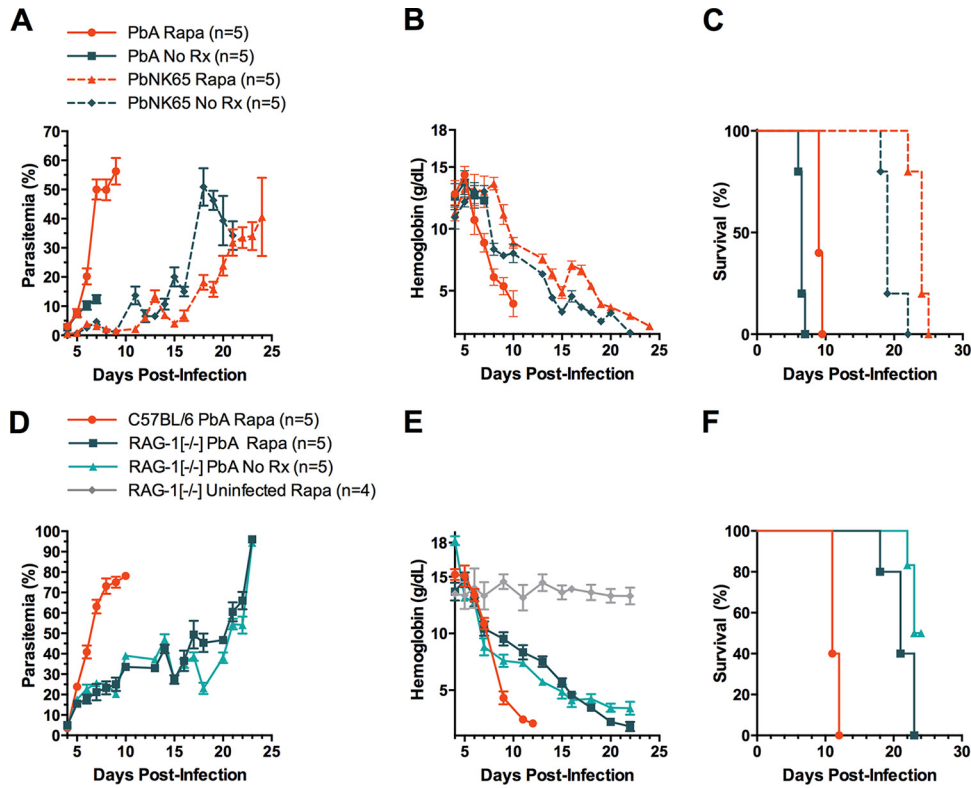 A
PbA Rapa (n=5)
PbA No Rx (n=5)
PbNK65 Rapa (n=5)
PbNK65 No Rx (n=5)
Parasitemia (%)
70
60
50
40
30
20
10
0
5
10
15
20
25
Days Post-Infection
B
Hemoglobin (g/dL)
18
15
10
5
5
10
15
20
25
Days Post-Infection
C
Survival (%)
100
50
0
0
10
20
30
Days Post-Infection
D
C57BL/6 PbA Rapa (n=5)
RAG-1[-/-] PbA Rapa (n=5)
RAG-1[-/-] PbA No Rx (n=5)
RAG-1[-/-] Uninfected Rapa (n=4)
Parasitemia (%)
100
90
80
70
60
50
40
30
20
10
0
5
10
15
20
25
Days Post-Infection
E
Hemoglobin (g/dL)
18
15
10
5
5
10
15
20
25
Days Post-Infection
F
Survival (%)
100
80
60
40
20
0
0
10
20
30
Days Post-Infection